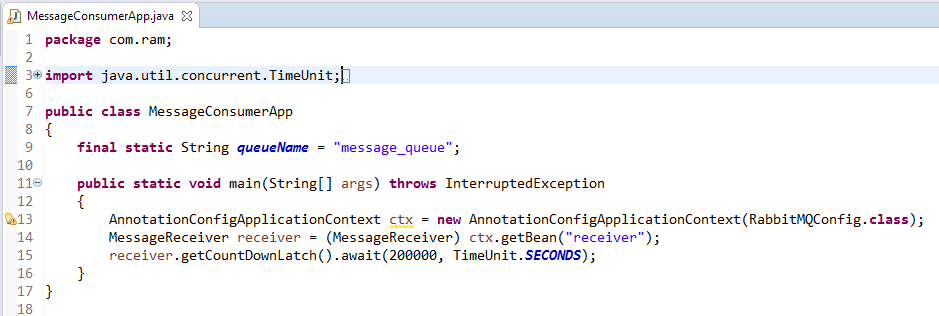 MessageConsumerApp.java
1 package com.ram;
2
3 import java.util.concurrent.TimeUnit;
6
7 public class MessageConsumerApp
8 {
9     final static String queueName = "message_queue";
10
11     public static void main(String[] args) throws InterruptedException
12     {
13         AnnotationConfigApplicationContext ctx = new AnnotationConfigApplicationContext(RabbitMQConfig.class);
14         MessageReceiver receiver = (MessageReceiver) ctx.getBean("receiver");
15         receiver.getCountDownLatch().await(200000, TimeUnit.SECONDS);
16     }
17 }
18